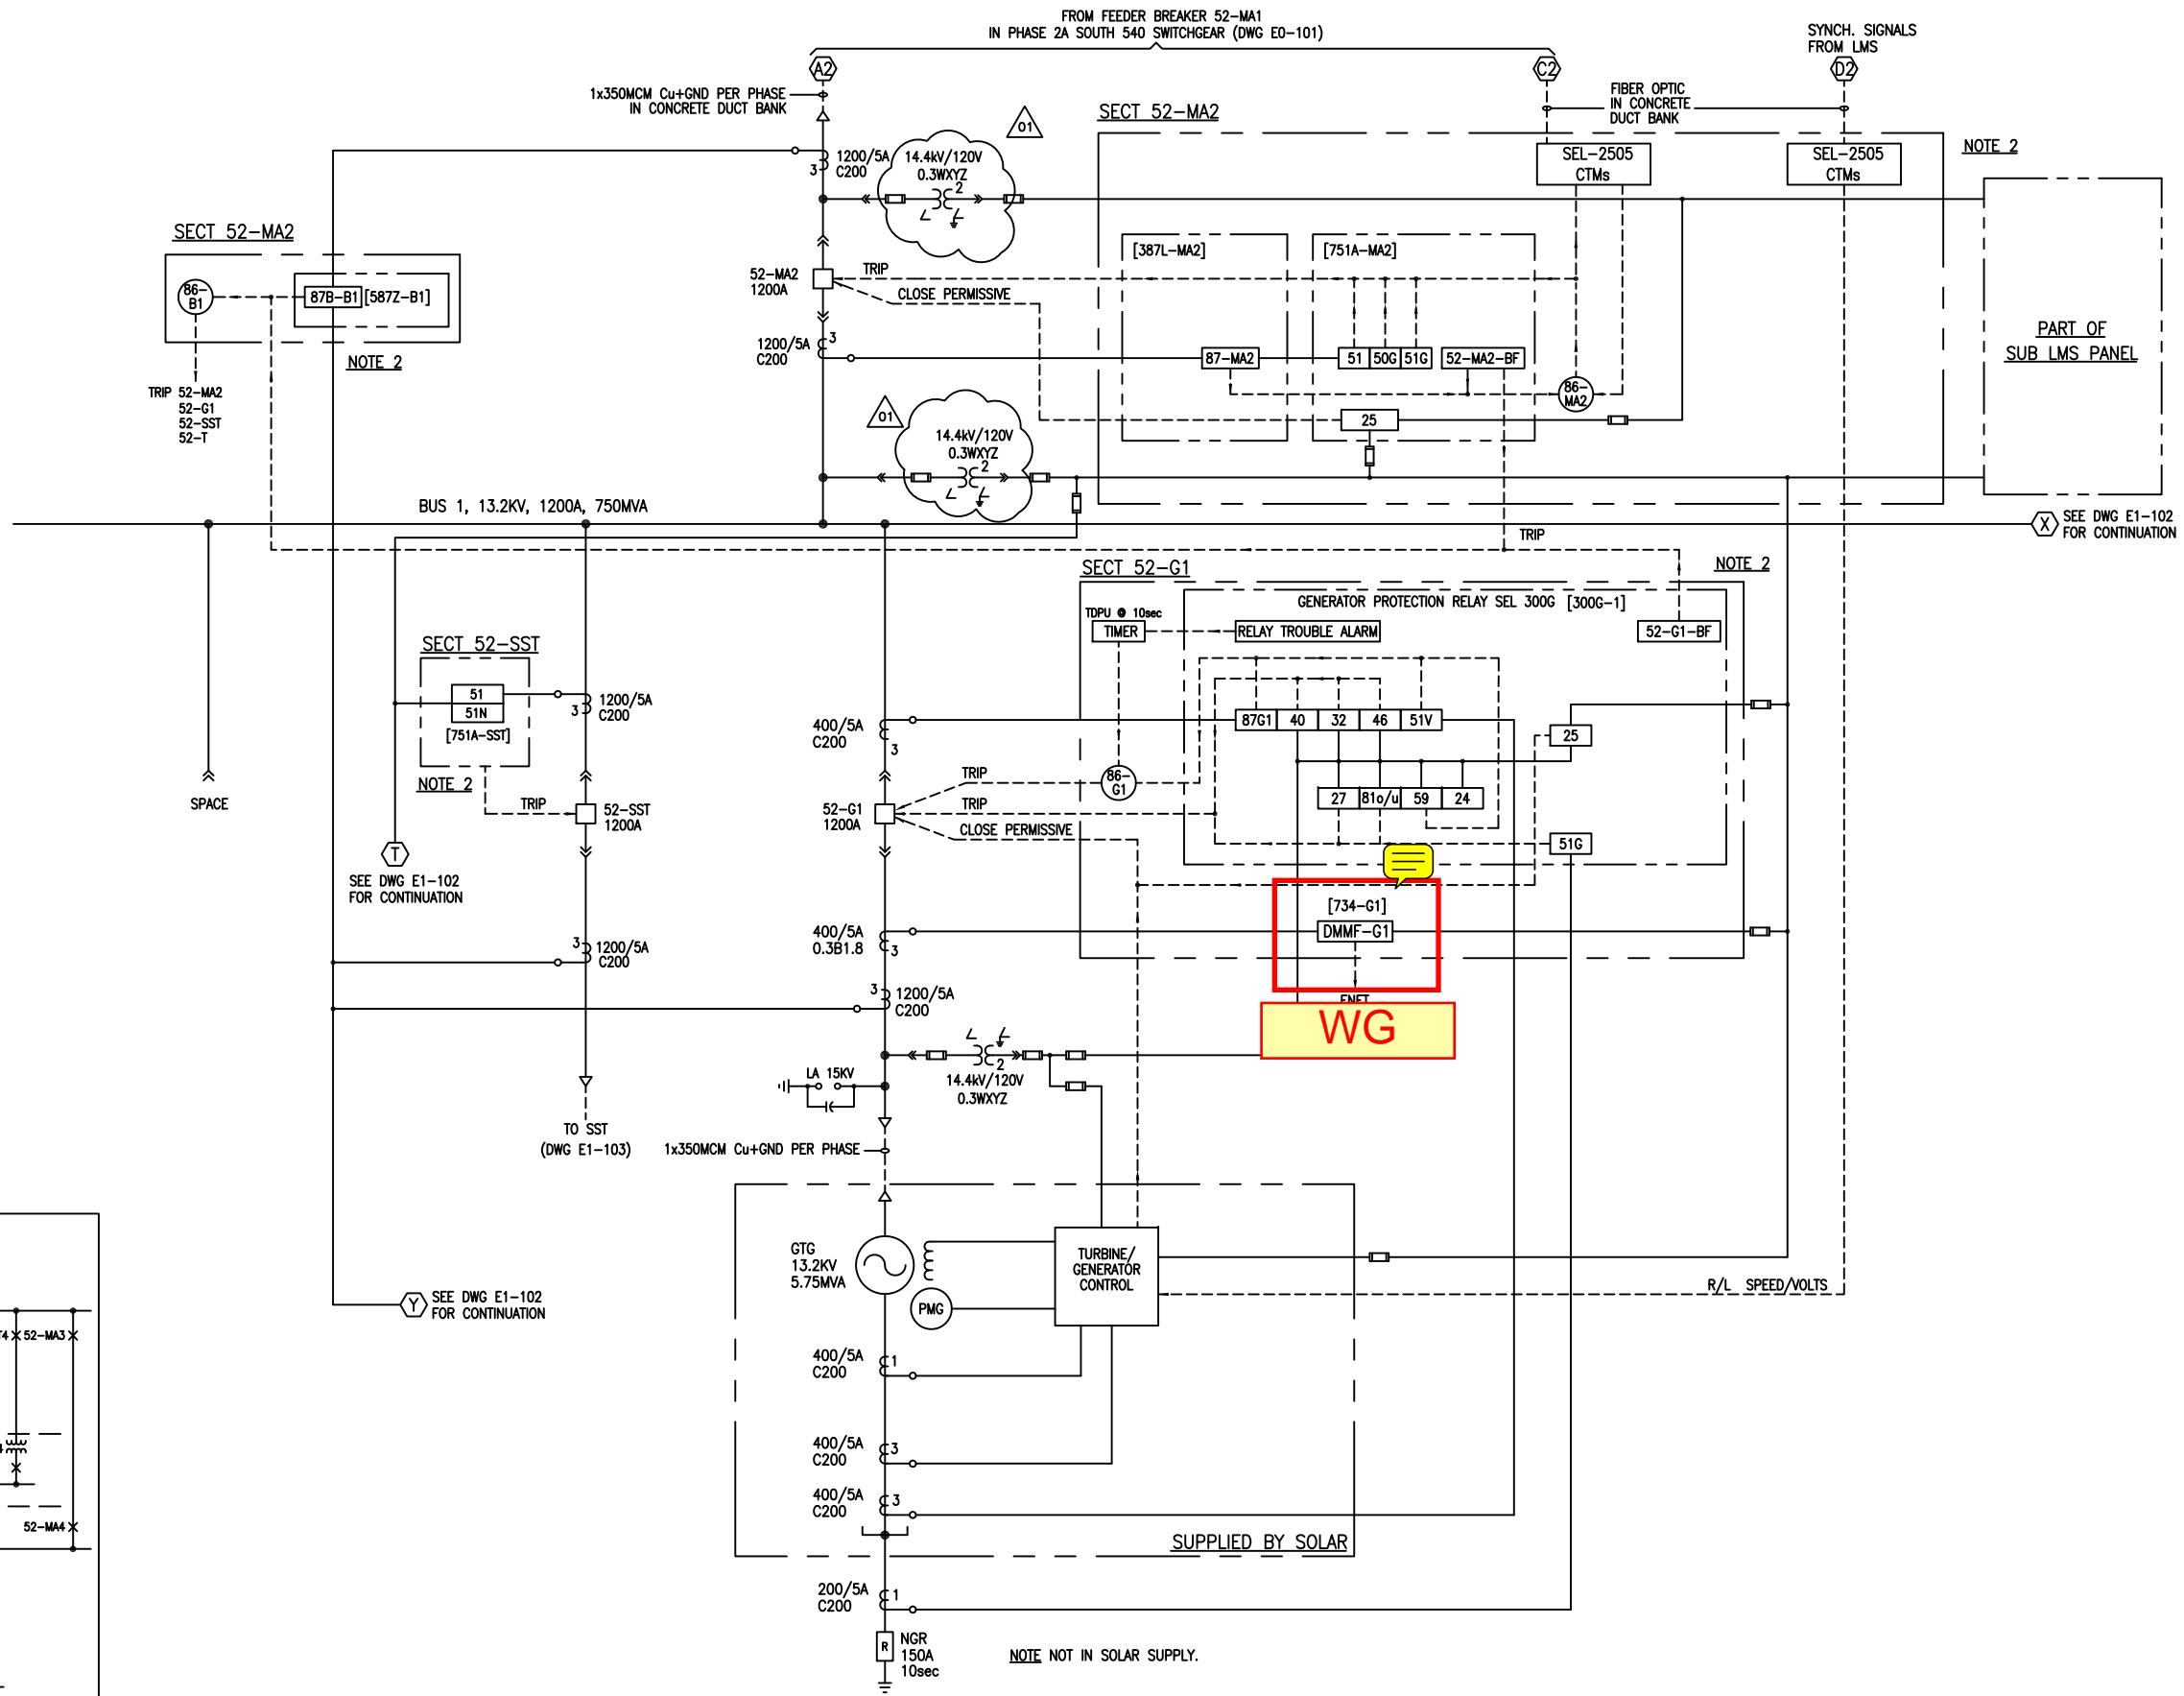 FROM FEEDER BREAKER 52-MA1
IN PHASE 2A SOUTH 540 SWITCHGEAR (DWG E0-101)
SYNCH. SIGNALS
FROM LMS
A2
C2
D2
1x350MCM Cu+GND PER PHASE
IN CONCRETE DUCT BANK
FIBER OPTIC
IN CONCRETE
DUCT BANK
SECT 52-MA2
01
1200/5A
C200
3
14.4kV/120V
0.3WXYZ
2
SEL-2505
CTMs
SEL-2505
CTMs
NOTE 2
SECT 52-MA2
86-
B1
87B-B1
[587Z-B1]
NOTE 2
TRIP 52-MA2
52-G1
52-SST
52-T
52-MA2
1200A
TRIP
CLOSE PERMISSIVE
[387L-MA2]
[751A-MA2]
PART OF
SUB LMS PANEL
1200/5A
C200
3
87-MA2
51
50G
51G
52-MA2-BF
86-
MA2
25
01
14.4kV/120V
0.3WXYZ
2
BUS 1, 13.2KV, 1200A, 750MVA
X
SEE DWG E1-102
FOR CONTINUATION
TRIP
SECT 52-G1
NOTE 2
GENERATOR PROTECTION RELAY SEL 300G [300G-1]
TDPU @ 10sec
TIMER
RELAY TROUBLE ALARM
52-G1-BF
SECT 52-SST
51
51N
[751A-SST]
NOTE 2
1200/5A
C200
3
400/5A
C200
3
87G1
40
32
46
51V
25
86-
G1
TRIP
TRIP
CLOSE PERMISSIVE
27
81o/u
59
24
51G
SPACE
TRIP
52-SST
1200A
52-G1
1200A
T
SEE DWG E1-102
FOR CONTINUATION
[734-G1]
DMMF-G1
WG
3
1200/5A
C200
400/5A
0.3B1.8
3
3
1200/5A
C200
LA 15KV
2
14.4kV/120V
0.3WXYZ
TO SST
(DWG E1-103)
1x350MCM Cu+GND PER PHASE
GTG
13.2KV
5.75MVA
PMG
TURBINE/
GENERATOR
CONTROL
R/L SPEED/VOLTS
Y
SEE DWG E1-102
FOR CONTINUATION
52-MA3
400/5A
C200
1
400/5A
C200
3
400/5A
C200
3
52-MA4
SUPPLIED BY SOLAR
200/5A
C200
1
R
NGR
150A
10sec
NOTE NOT IN SOLAR SUPPLY.